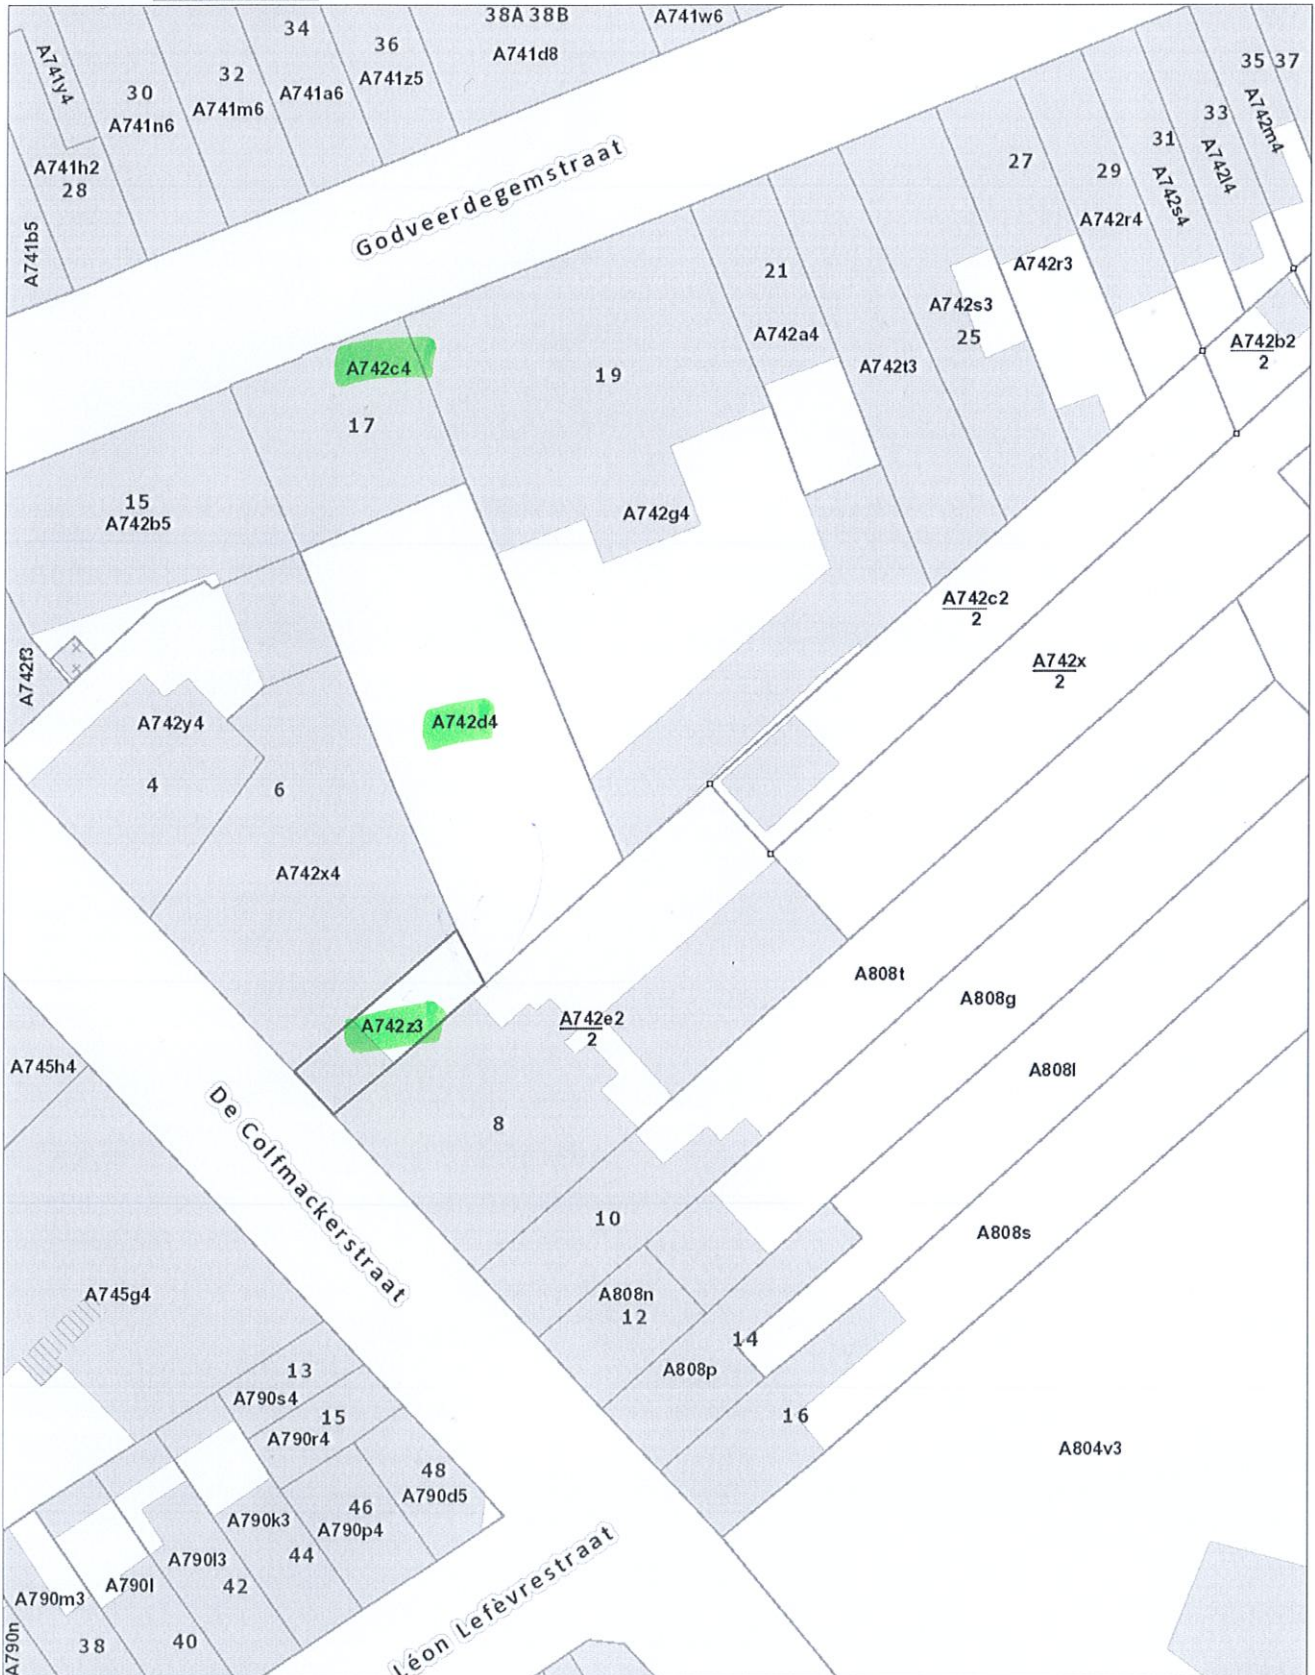 38A 38B
A741w6
34
36
A741d8
A741y4
32
A741z5
30
A741m6
A741a6
A741n6
A741h2
28
A741b5
35 37
33
A742m4
31
A742l4
27
29
A742s4
A742r4
Godveerdegemstraat
21
A742r3
A742a4
A742s3
25
A742b2
2
A742c4
19
A742t3
17
15
A742b5
A742g4
A742c2
2
A742f3
A742x
2
A742y4
A742d4
4
6
A742x4
A808t
A808g
A742z3
A742e2
2
A745h4
A808l
De Colfmackerstraat
8
10
A808s
A745g4
A808n
12
14
A808p
13
A790s4
15
A790r4
16
A804v3
48
A790d5
46
A790p4
A790k3
44
A790l3
42
A790l
A790m3
Léon Lefèvrestraat
A790n
38
40